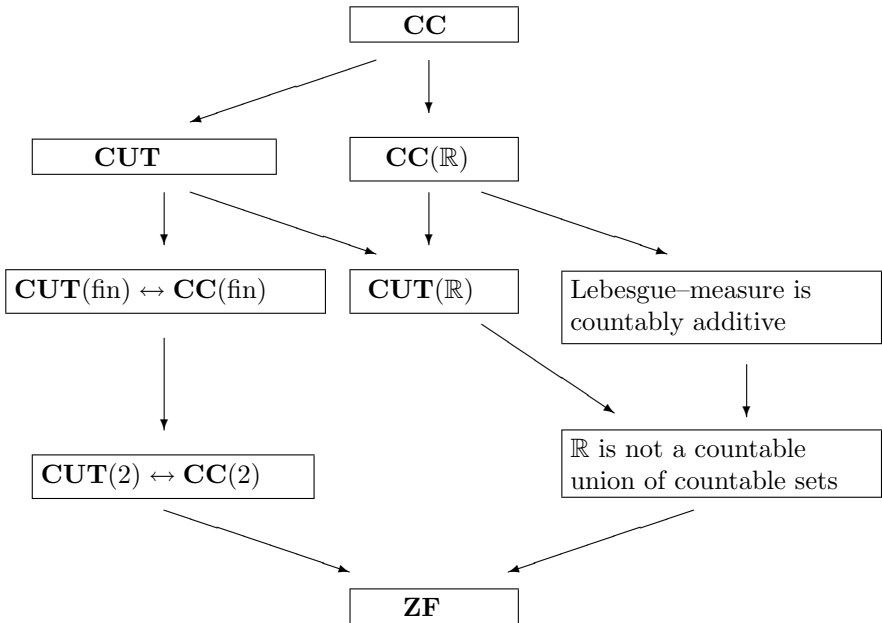 CC
CUT
CC(ℝ)
CUT(fin) ↔ CC(fin)
CUT(ℝ)
Lebesgue–measure is
countably additive
CUT(2) ↔ CC(2)
ℝ is not a countable
union of countable sets
ZF